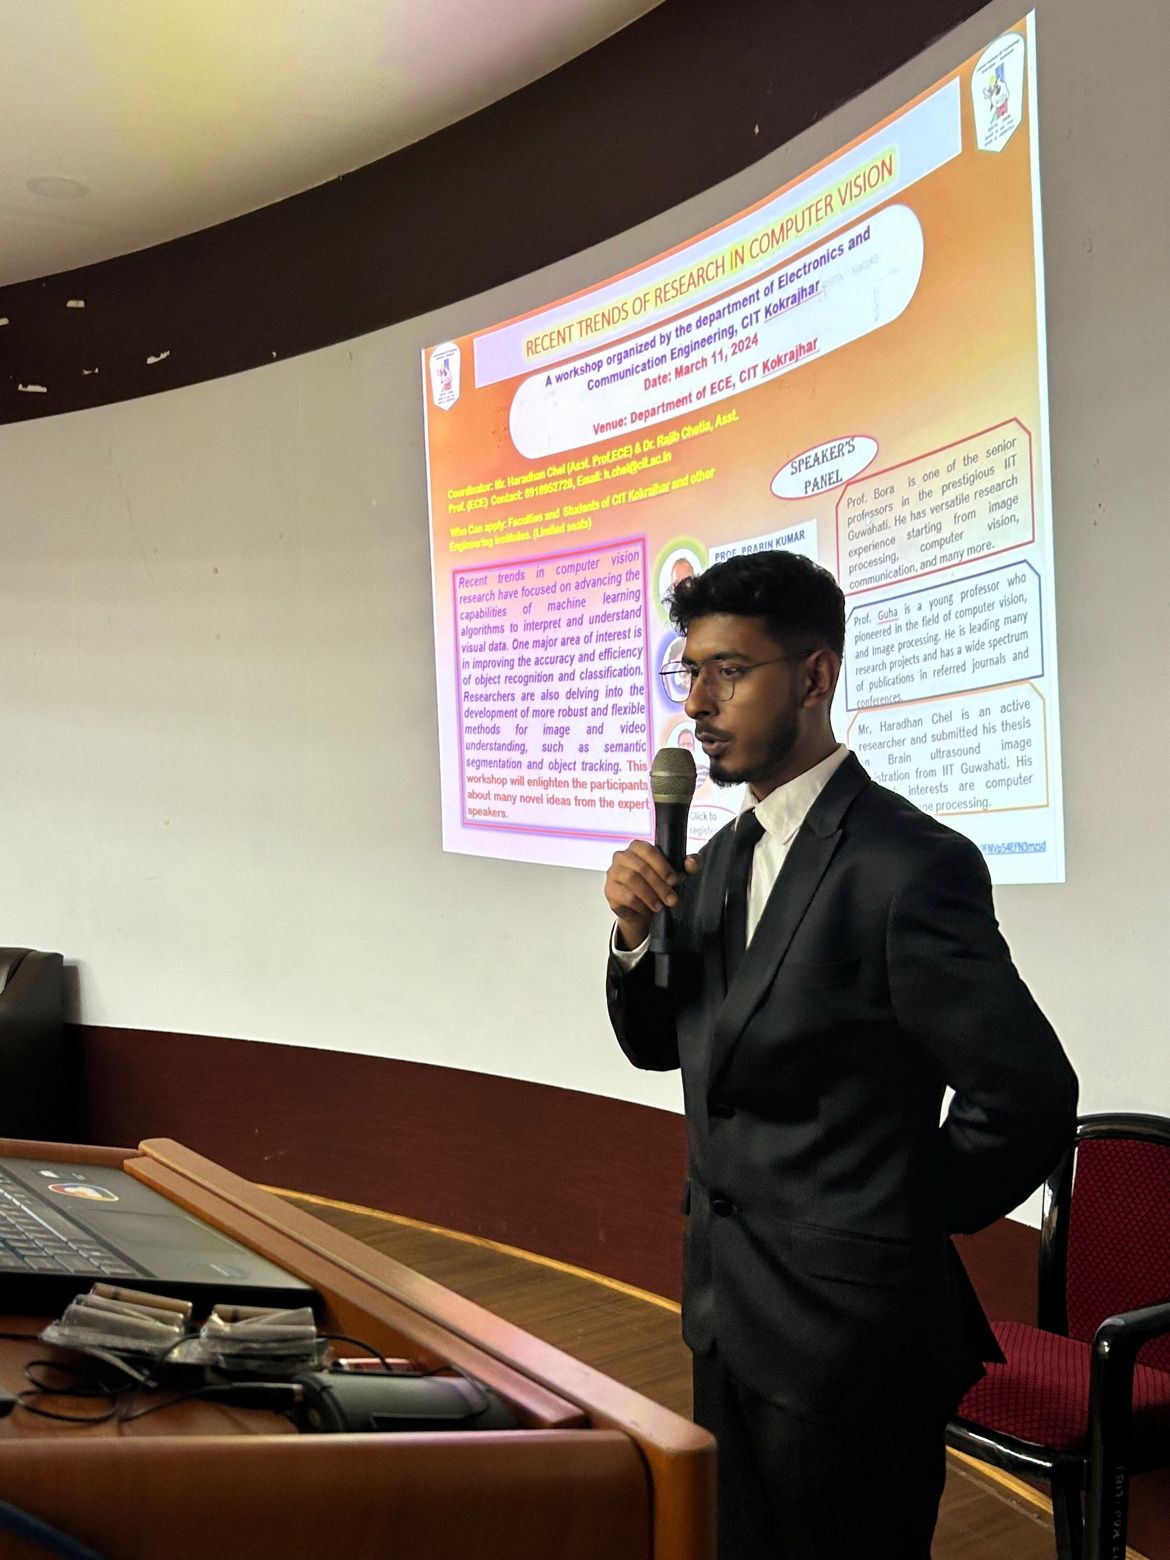 RECENT TRENDS OF RESEARCH IN COMPUTER VISION
A workshop organized by the department of Electronics and
Communication Engineering, CIT Kokrajhar
Date: March 11, 2024
Venue: Department of ECE, CIT Kokrajhar
Coordinator: Mr. Haradhan Chel (Asst. Prof.ECE) & Dr. Rajib Chetia, Asst.
Prof. (ECE) Contact: 8918952728, Email: h.chel@cit.ac.in
Who Can apply: Faculties and Students of CIT Kokrajhar and other
Engineering Institutes. (Limited seats)
Recent trends in computer vision
research have focused on advancing the
capabilities of machine learning
algorithms to interpret and understand
visual data. One major area of interest is
in improving the accuracy and efficiency
of object recognition and classification.
Researchers are also delving into the
development of more robust and flexible
methods for image and video
understanding, such as semantic
segmentation and object tracking. This
workshop will enlighten the participants
about many novel ideas from the expert
speakers.
SPEAKER'S
PANEL
PROF. PRABIN KUMAR
Prof. Bora is one of the senior
professors in the prestigious IIT
Guwahati. He has versatile research
experience starting from image
processing, computer vision,
communication, and many more.
Prof. Guha is a young professor who
pioneered in the field of computer vision,
and Image processing. He is leading many
research projects and has a wide spectrum
of publications in referred journals and
conferences.
Mr. Haradhan Chel is an active
researcher and submitted his thesis
Brain ultrasound image
from IIT Guwahati. His
interests are computer
processing.
Click to